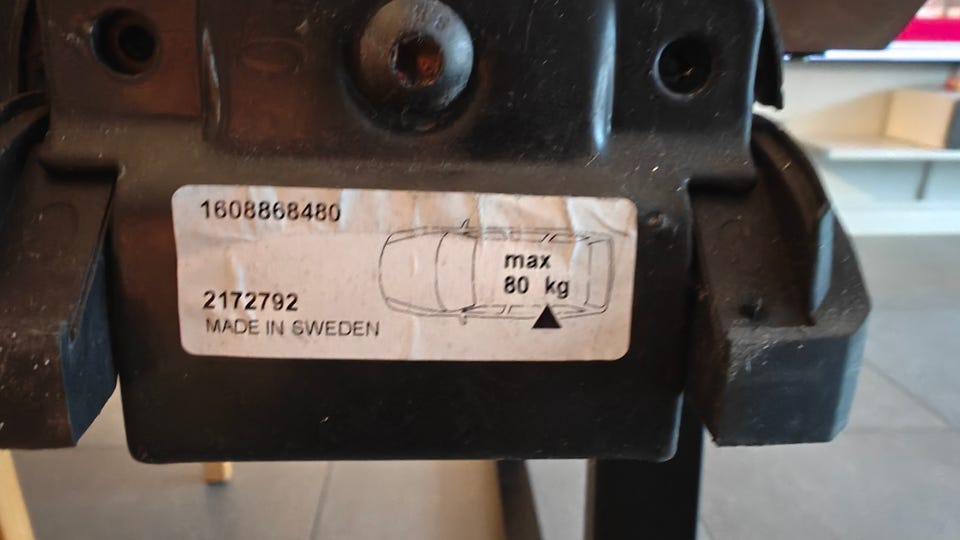 1608868480
max
80 kg
2172792
MADE IN SWEDEN